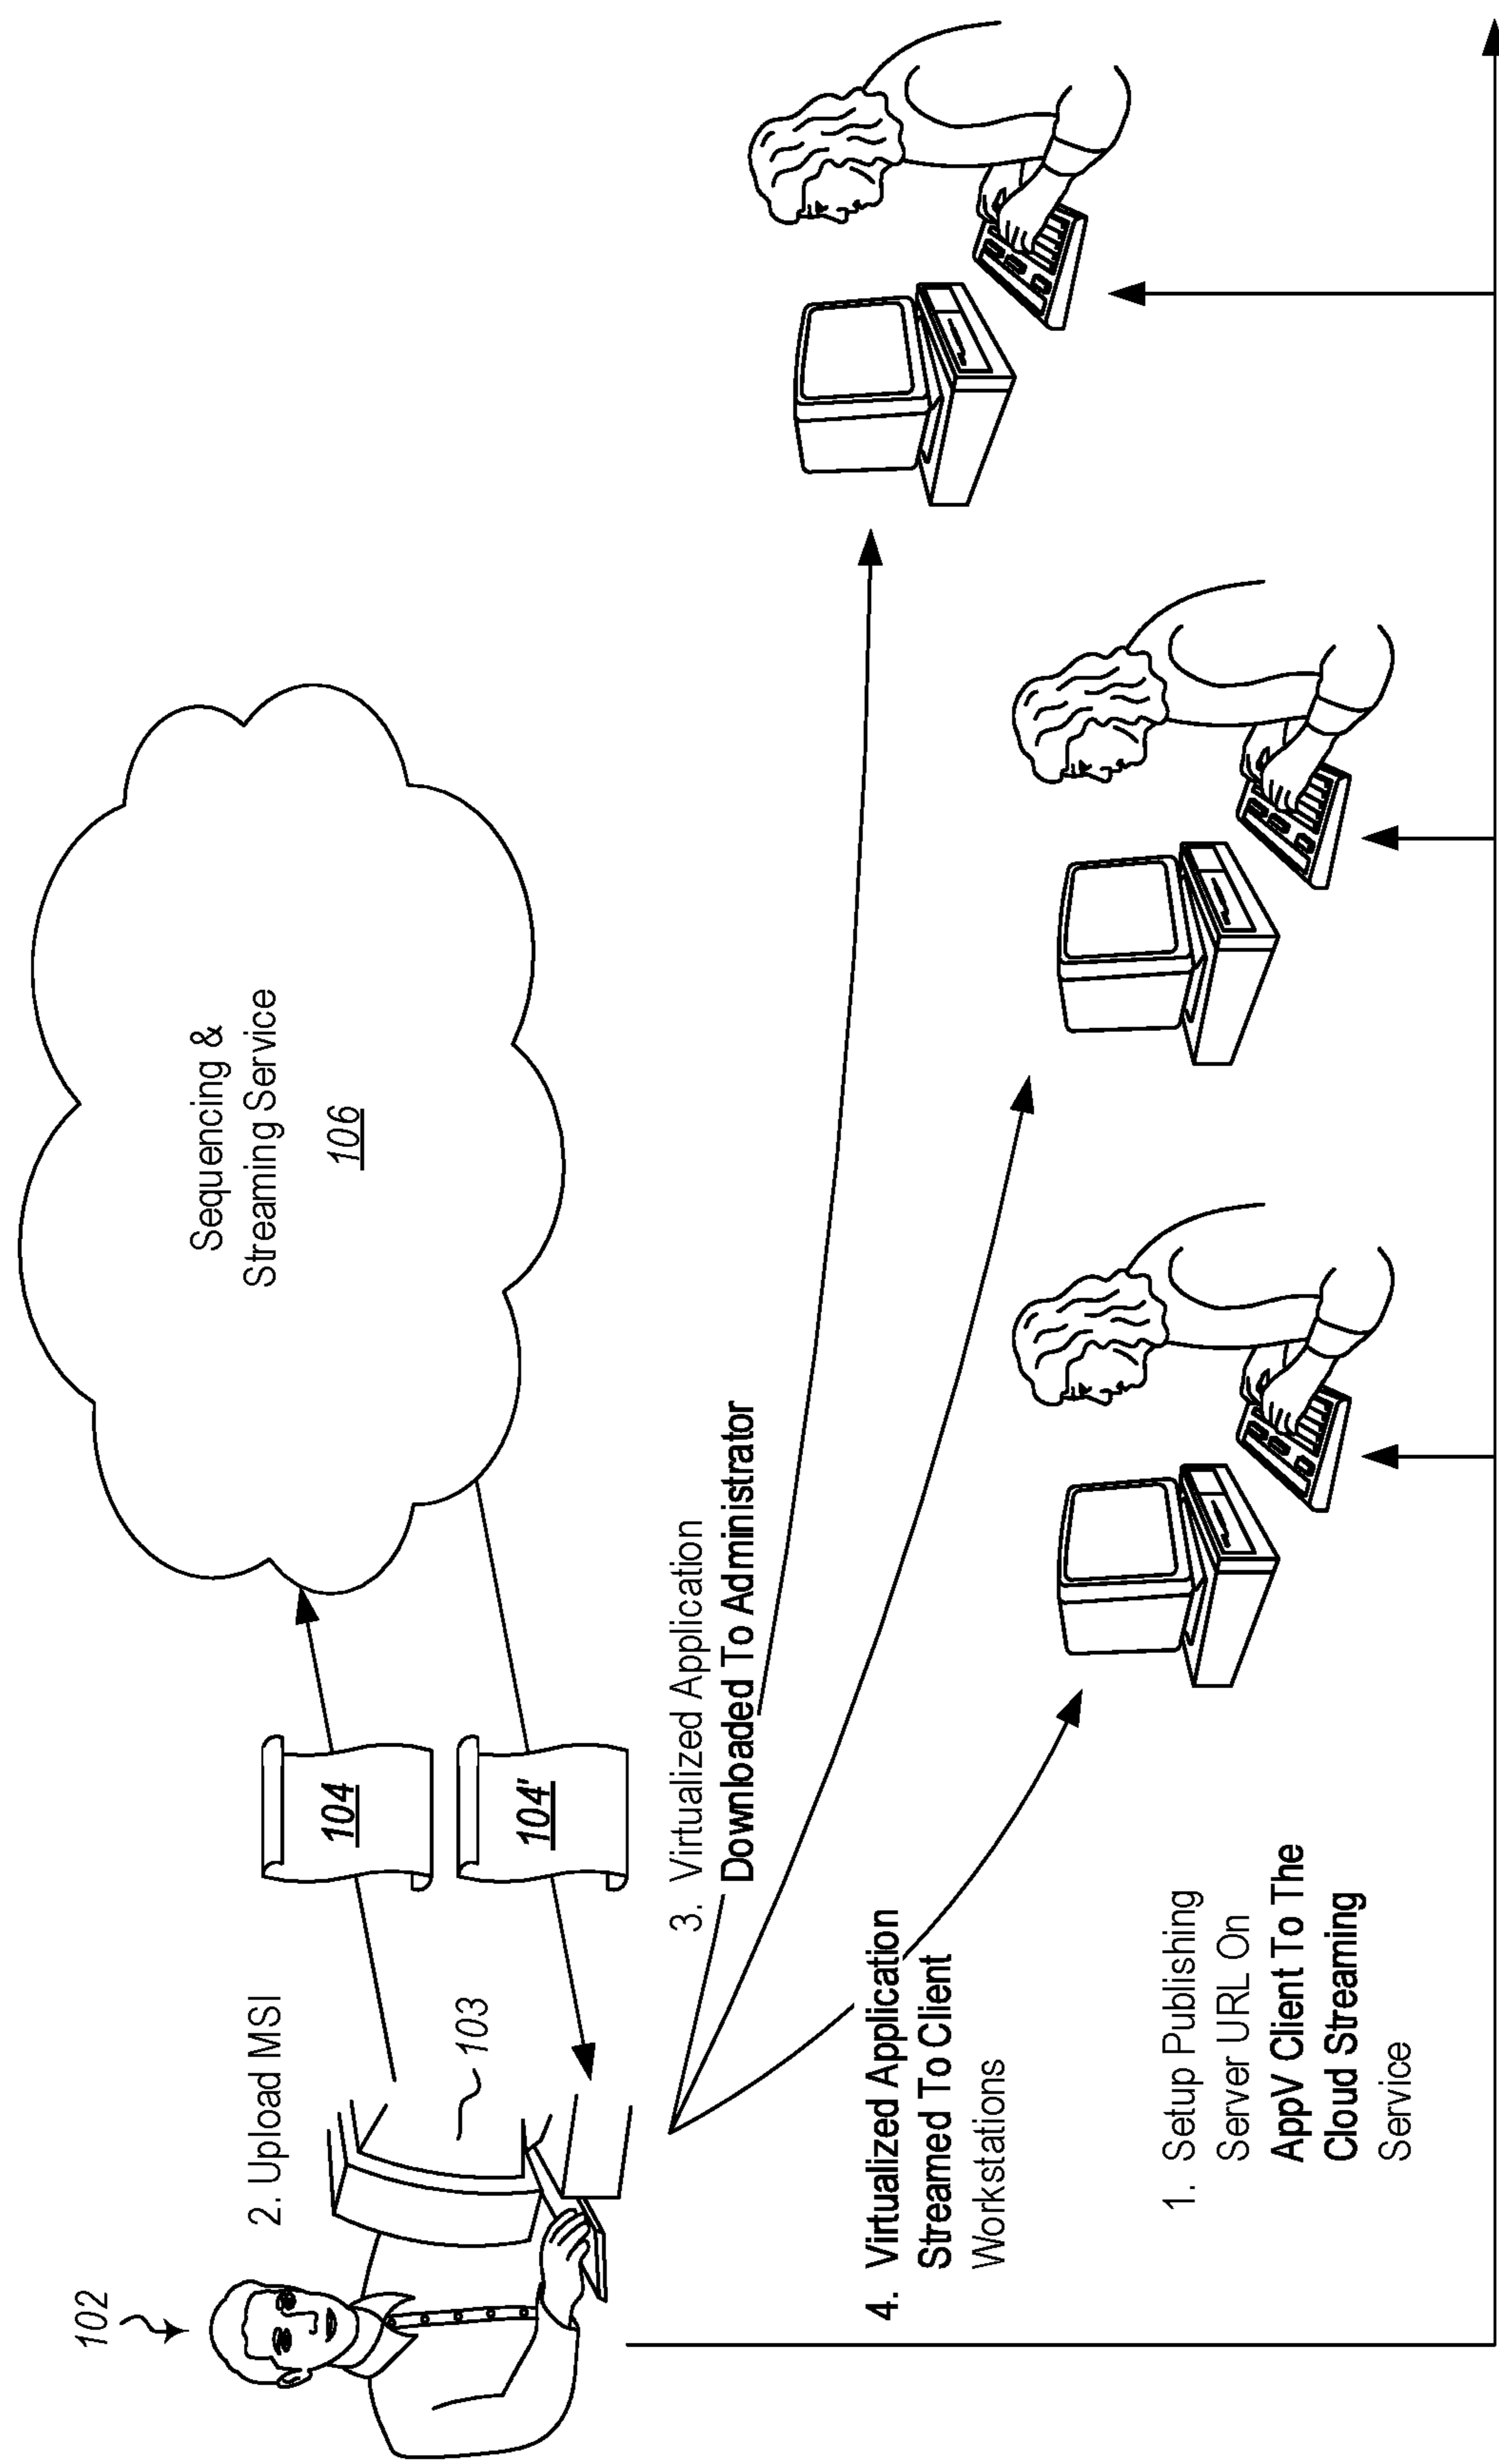 102
2. Upload MSI
103
104
104'
Sequencing &
Streaming Service
106
3. Virtualized Application
Downloaded To Administrator
4. Virtualized Application
Streamed To Client
Workstations
1. Setup Publishing
Server URL On
AppV Client To The
Cloud Streaming
Service